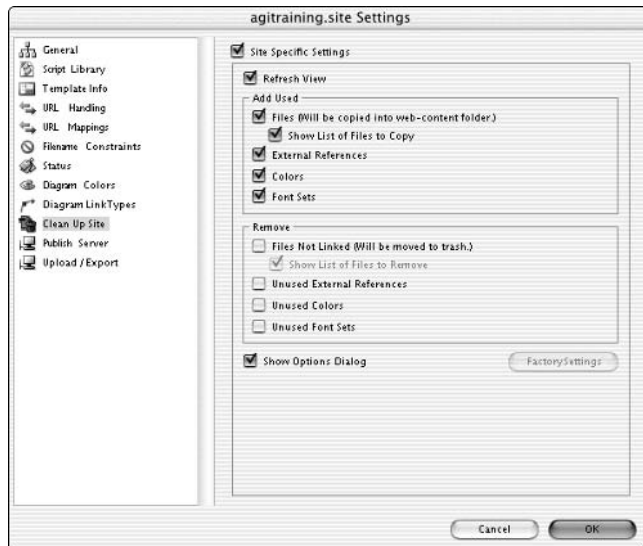 agitraining.site Settings
General
Script Library
Template Info
URL Handling
URL Mappings
Filename Constraints
Status
Diagram Colors
Diagram LinkTypes
Clean Up Site
Publish Server
Upload / Export
Site Specific Settings
Refresh View
Add Used
Files (Will be copied into web-content folder.)
Show List of Files to Copy
External References
Colors
Font Sets
Remove
Files Not Linked (Will be moved to trash.)
Show List of Files to Remove
Unused External References
Unused Colors
Unused Font Sets
Show Options Dialog
FactorySettings
Cancel
OK